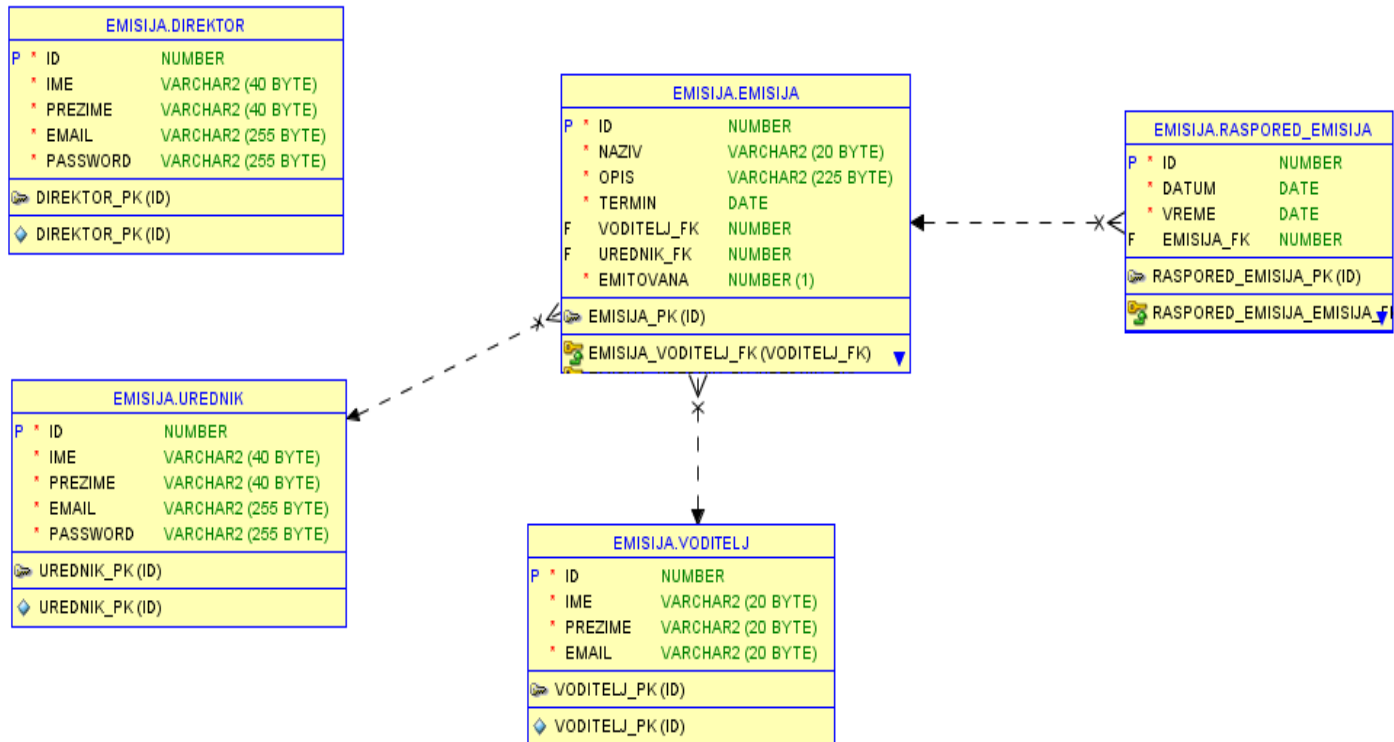 EMISIJA.DIREKTOR
P * ID NUMBER
* IME VARCHAR2 (40 BYTE)
* PREZIME VARCHAR2 (40 BYTE)
* EMAIL VARCHAR2 (255 BYTE)
* PASSWORD VARCHAR2 (255 BYTE)
DIREKTOR_PK (ID)
DIREKTOR_PK (ID)
EMISIJA.EMISIJA
P * ID NUMBER
* NAZIV VARCHAR2 (20 BYTE)
* OPIS VARCHAR2 (225 BYTE)
* TERMIN DATE
F VODITELJ_FK NUMBER
F UREDNIK_FK NUMBER
* EMITOVANA NUMBER (1)
EMISIJA_PK (ID)
EMISIJA_VODITELJ_FK (VODITELJ_FK)
EMISIJA.RASPORED_EMISIJA
P * ID NUMBER
* DATUM DATE
* VREME DATE
F EMISIJA_FK NUMBER
RASPORED_EMISIJA_PK (ID)
RASPORED_EMISIJA_EMISIJA_F
EMISIJA.UREDNIK
P * ID NUMBER
* IME VARCHAR2 (40 BYTE)
* PREZIME VARCHAR2 (40 BYTE)
* EMAIL VARCHAR2 (255 BYTE)
* PASSWORD VARCHAR2 (255 BYTE)
UREDNIK_PK (ID)
UREDNIK_PK (ID)
EMISIJA.VODITELJ
P * ID NUMBER
* IME VARCHAR2 (20 BYTE)
* PREZIME VARCHAR2 (20 BYTE)
* EMAIL VARCHAR2 (20 BYTE)
VODITELJ_PK (ID)
VODITELJ_PK (ID)